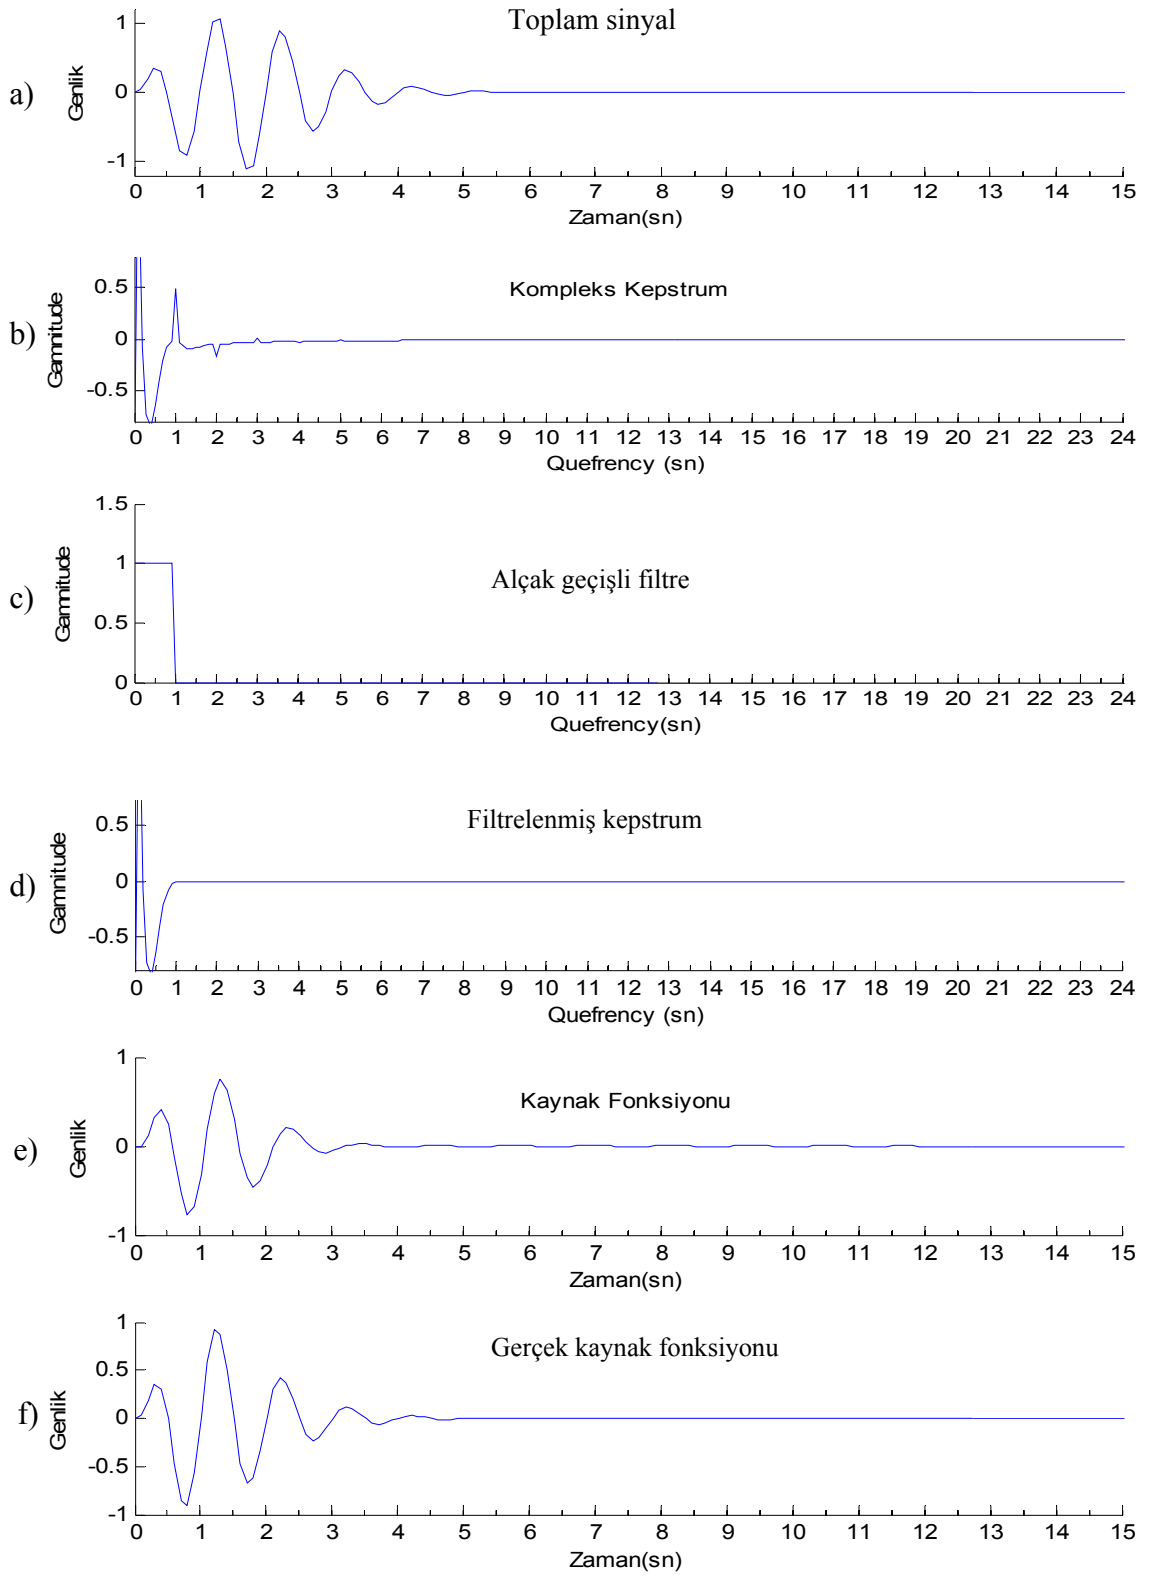 Toplam sinyal
a)
Genlik
1
0
-1
0 1 2 3 4 5 6 7 8 9 10 11 12 13 14 15
Zaman(sn)
Kompleks Kepstrum
b)
Gamnitude
0.5
0
-0.5
0 1 2 3 4 5 6 7 8 9 10 11 12 13 14 15 16 17 18 19 20 21 22 23 24
Quefrency (sn)
Alçak geçişli filtre
c)
Gamnitude
1.5
1
0.5
0
0 1 2 3 4 5 6 7 8 9 10 11 12 13 14 15 16 17 18 19 20 21 22 23 24
Quefrency(sn)
Filtrelenmiş kepstrum
d)
Gamnitude
0.5
0
-0.5
0 1 2 3 4 5 6 7 8 9 10 11 12 13 14 15 16 17 18 19 20 21 22 23 24
Quefrency (sn)
Kaynak Fonksiyonu
e)
Genlik
1
0
-1
0 1 2 3 4 5 6 7 8 9 10 11 12 13 14 15
Zaman(sn)
Gerçek kaynak fonksiyonu
f)
Genlik
1
0.5
0
-0.5
-1
0 1 2 3 4 5 6 7 8 9 10 11 12 13 14 15
Zaman(sn)